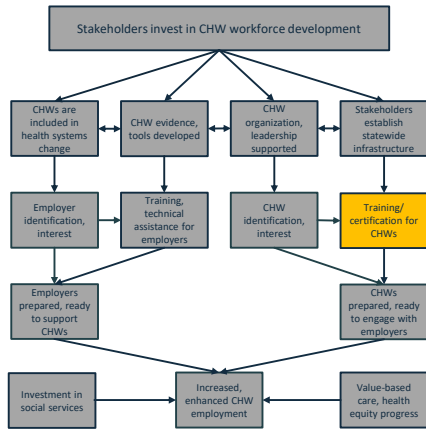 Stakeholders invest in CHW workforce development
CHWs are
included in
health systems
change
CHW evidence,
tools developed
CHW
organization,
leadership
supported
Stakeholders
establish
statewide
infrastructure
Employer
identification,
interest
Training,
technical
assistance for
employers
CHW
identification,
interest
Training/
certification for
CHWs
Employers
prepared, ready
to support
CHWs
CHWs
prepared, ready
to engage with
employers
Investment in
social services
Increased,
enhanced CHW
employment
Value-based
care, health
equity progress